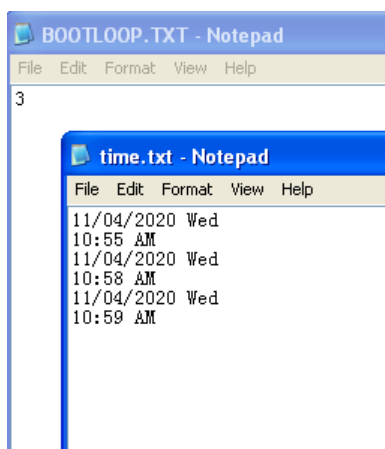 BOOTLOOP.TXT - Notepad
File Edit Format View Help
3
time.txt - Notepad
File Edit Format View Help
11/04/2020 Wed
10:55 AM
11/04/2020 Wed
10:58 AM
11/04/2020 Wed
10:59 AM